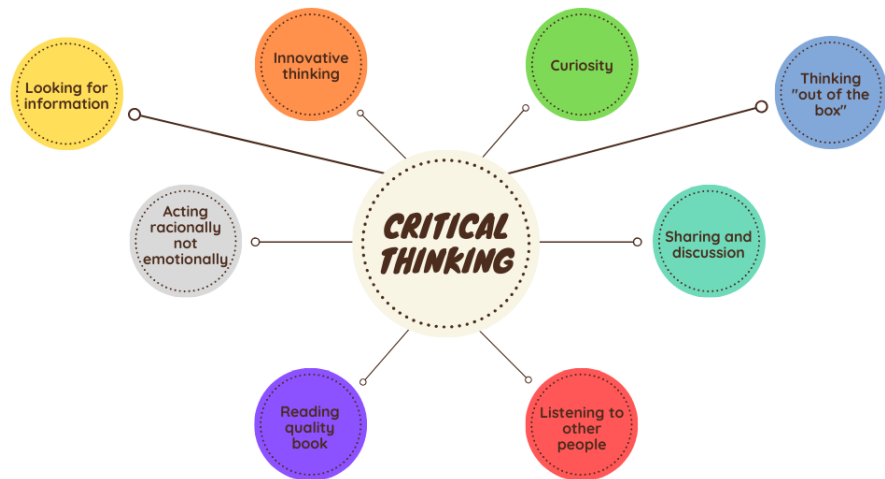 Looking for
information
Innovative
thinking
Curiosity
Thinking
"out of the
box"
Acting
racionally
not
emotionally
CRITICAL
THINKING
Sharing and
discussion
Reading
quality
book
Listening to
other
people